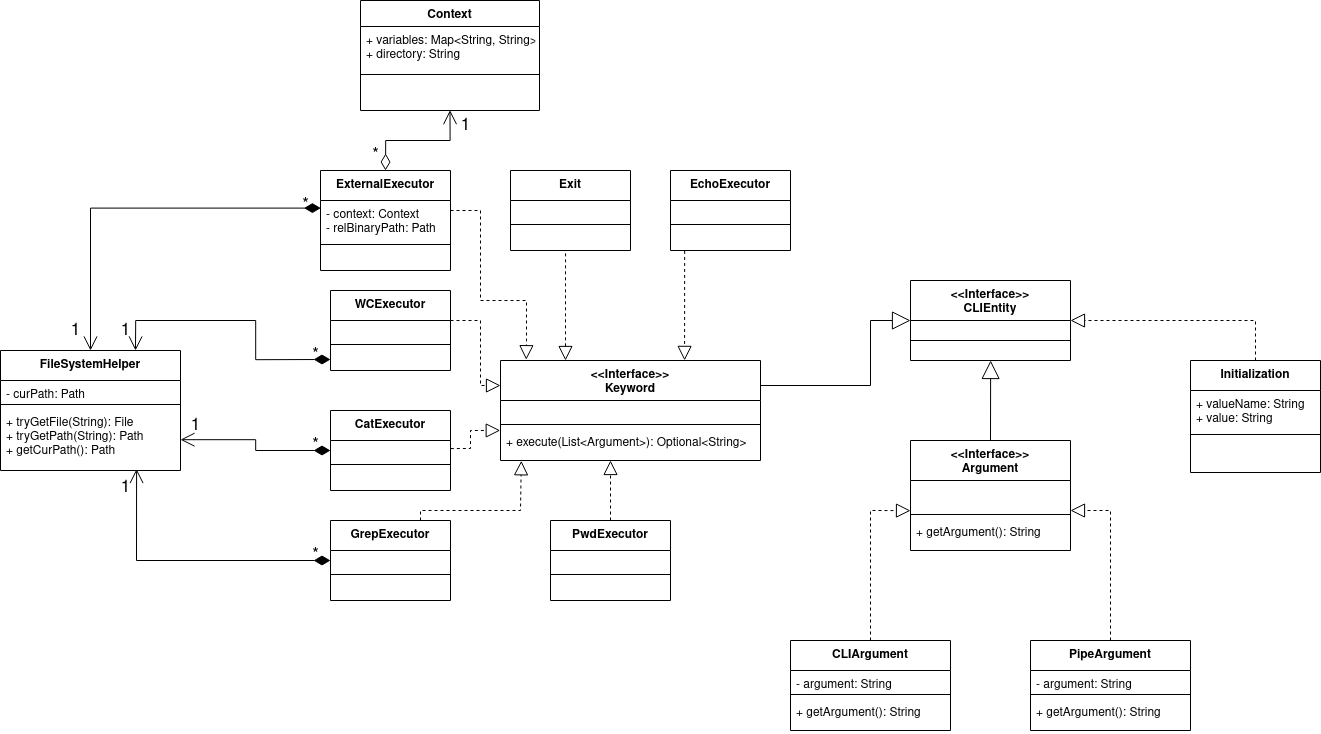 Context
+ variables: Map<String, String>
+ directory: String
1
*
ExternalExecutor
- context: Context
- relBinaryPath: Path
*
Exit
EchoExecutor
WCExecutor
*
1
1
<<Interface>>
CLIEntity
FileSystemHelper
- curPath: Path
+ tryGetFile(String): File
+ tryGetPath(String): Path
+ getCurPath(): Path
<<Interface>>
Keyword
+ execute(List<Argument>): Optional<String>
Initialization
+ valueName: String
+ value: String
CatExecutor
*
1
<<Interface>>
Argument
+ getArgument(): String
1
*
GrepExecutor
PwdExecutor
CLIArgument
- argument: String
+ getArgument(): String
PipeArgument
- argument: String
+ getArgument(): String